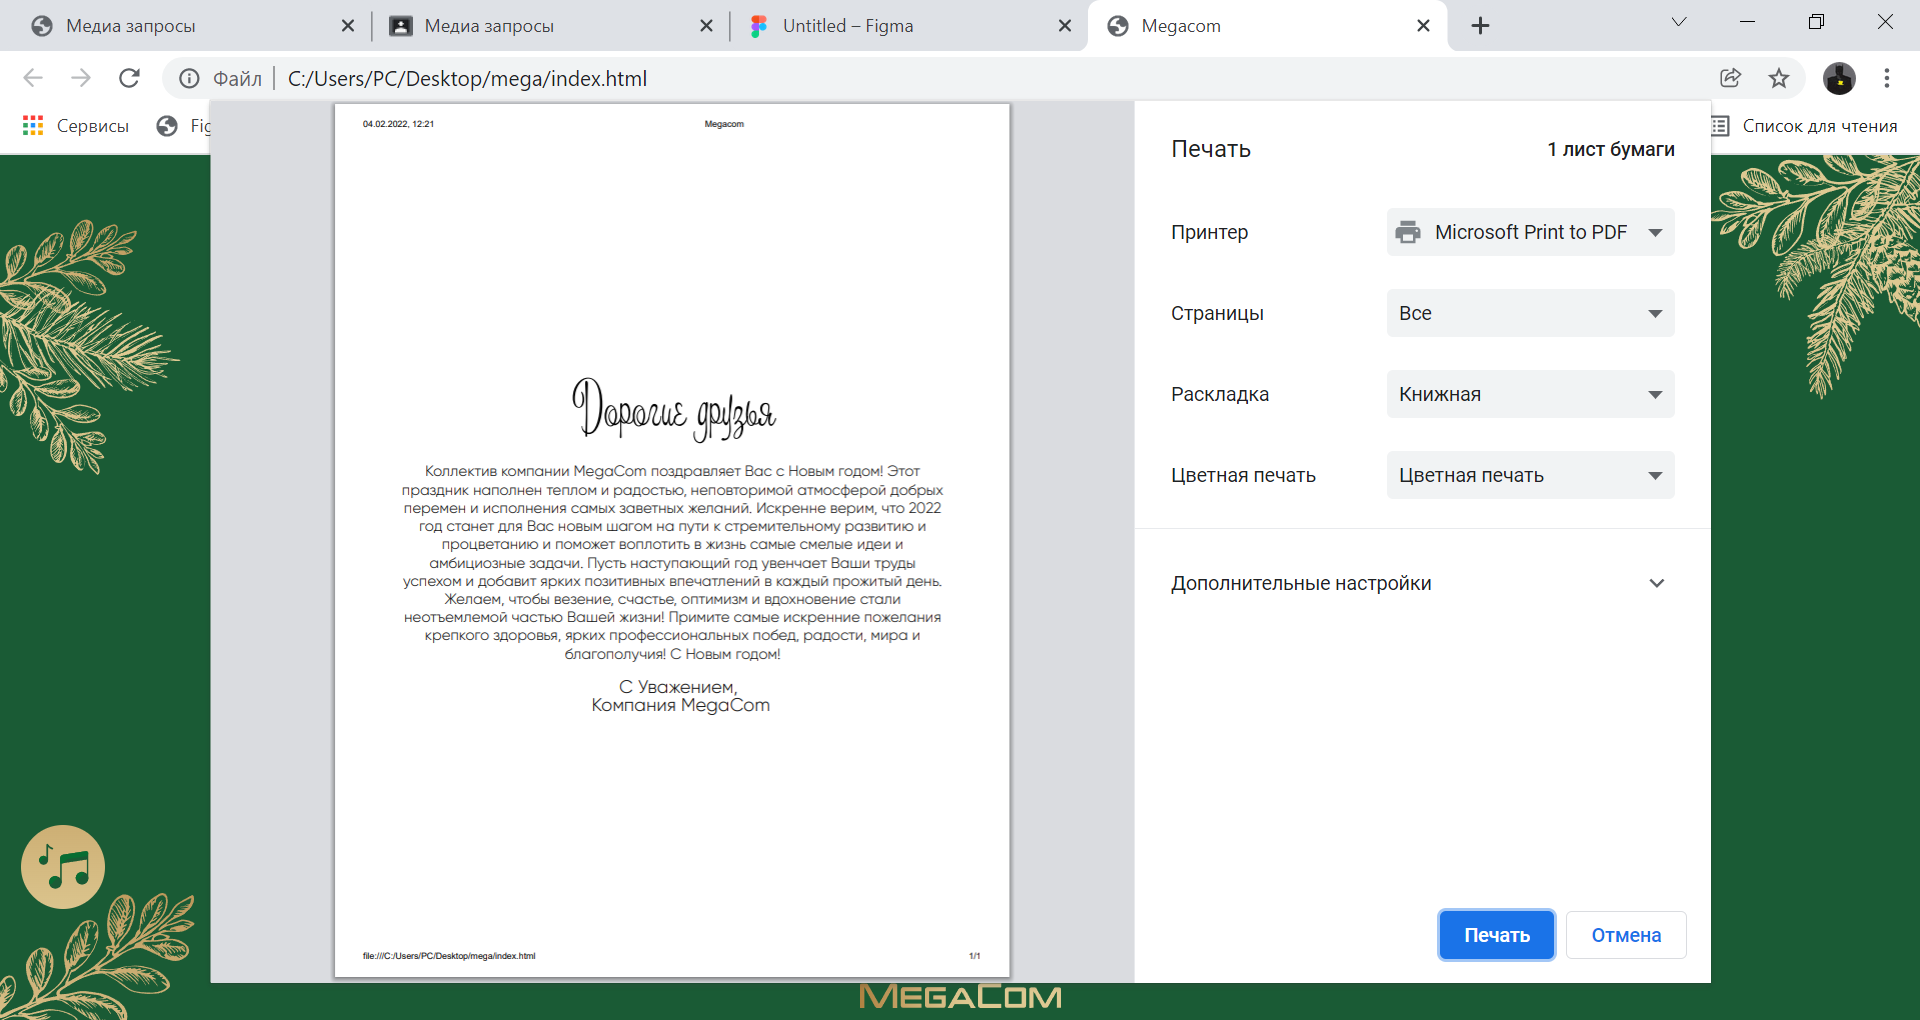 Медиа запросы
Медиа запросы
Untitled – Figma
Megacom
Файл
C:/Users/PC/Desktop/mega/index.html
Сервисы
Fig
Список для чтения
04.02.2022, 12:21
Megacom
Дорогие друзья
Коллектив компании MegaCom поздравляет Вас с Новым годом! Этот
праздник наполнен теплом и радостью, неповторимой атмосферой добрых
перемен и исполнения самых заветных желаний. Искренне верим, что 2022
год станет для Вас новым шагом на пути к стремительному развитию и
процветанию и поможет воплотить в жизнь самые смелые идеи и
амбициозные задачи. Пусть наступающий год увенчает Ваши труды
успехом и добавит ярких позитивных впечатлений в каждый прожитый день.
Желаем, чтобы везение, счастье, оптимизм и вдохновение стали
неотъемлемой частью Вашей жизни! Примите самые искренние пожелания
крепкого здоровья, ярких профессиональных побед, радости, мира и
благополучия! С Новым годом!
С Уважением,
Компания MegaCom
file:///C:/Users/PC/Desktop/mega/index.html
1/1
Печать
1 лист бумаги
Принтер
Microsoft Print to PDF
Страницы
Все
Раскладка
Книжная
Цветная печать
Цветная печать
Дополнительные настройки
Печать
Отмена
MEGACOM